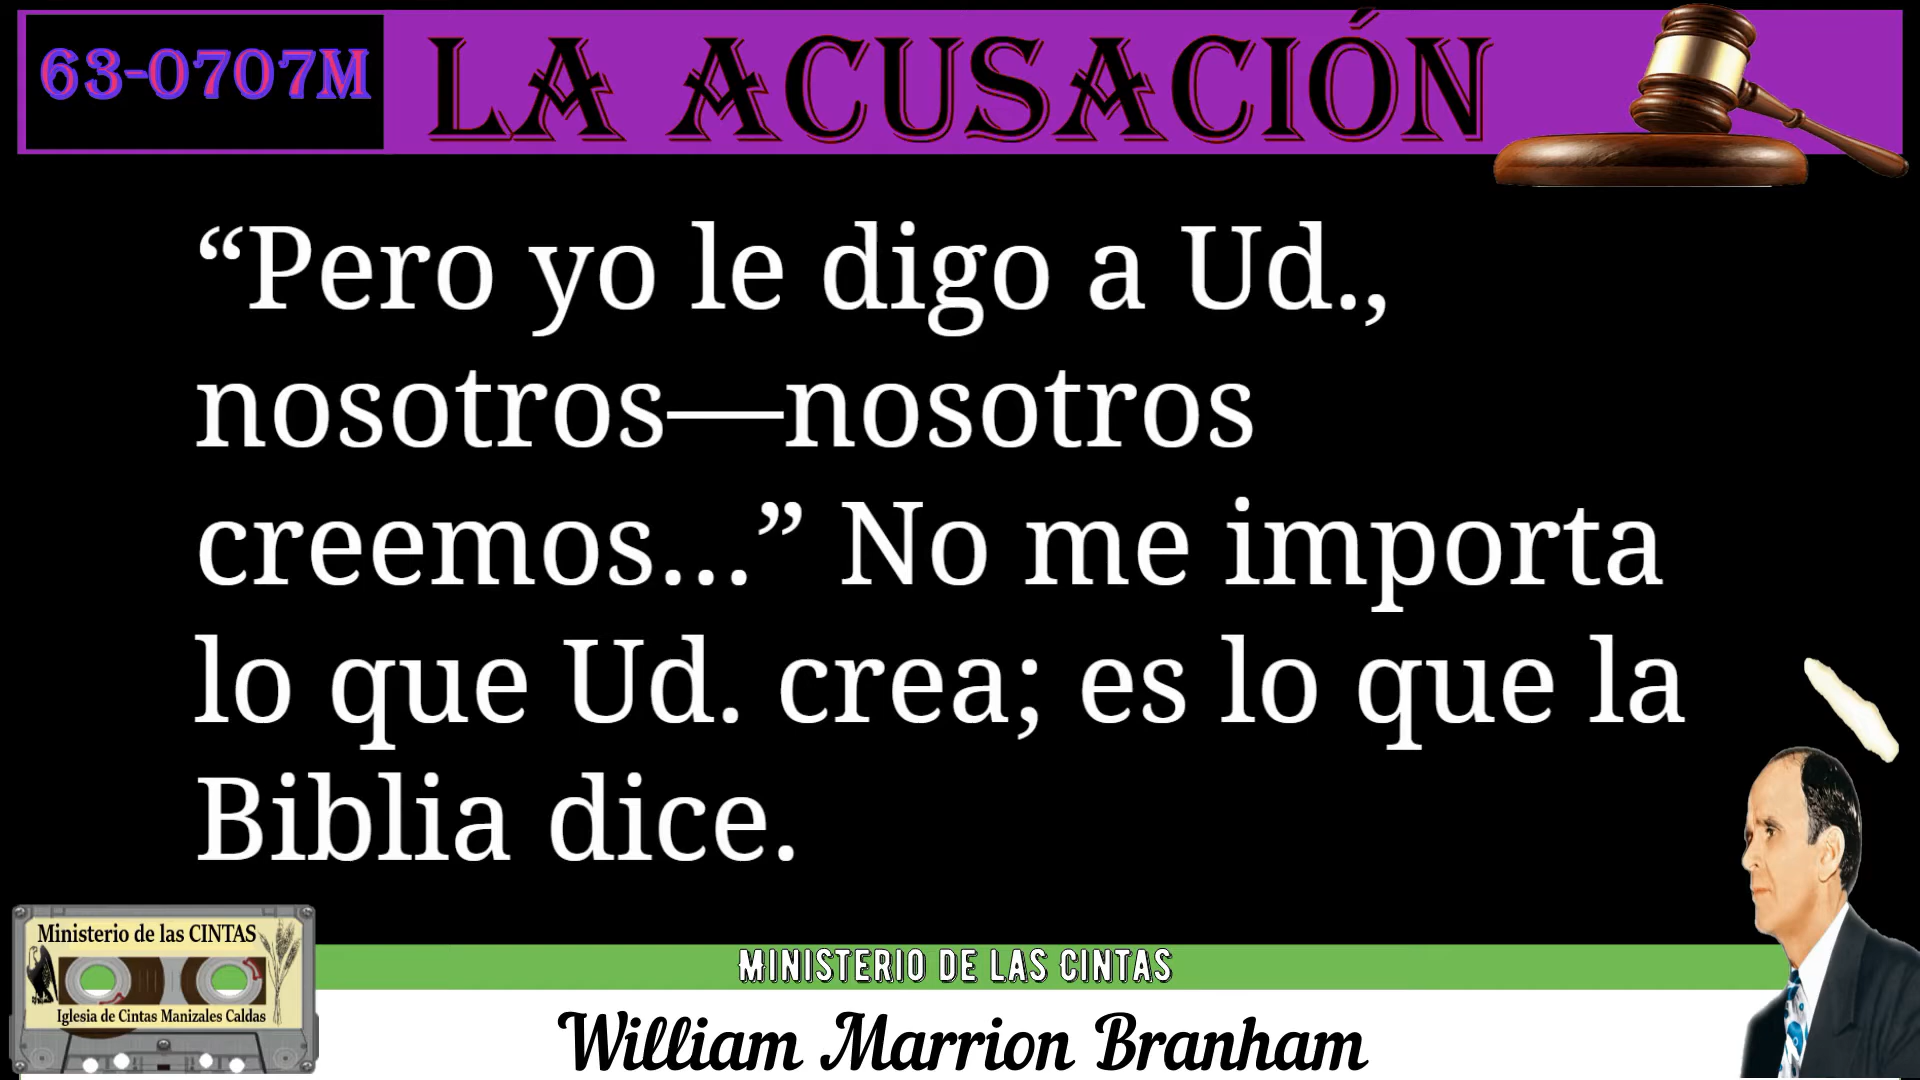 63-0707M
LA ACUSACIÓN
“Pero yo le digo a Ud.,
nosotros—nosotros
creemos...” No me importa
lo que Ud. crea; es lo que la
Biblia dice.
Ministerio de las CINTAS
Iglesia de Cintas Manizales Caldas
MINISTERIO DE LAS CINTAS
William Marrion Branham